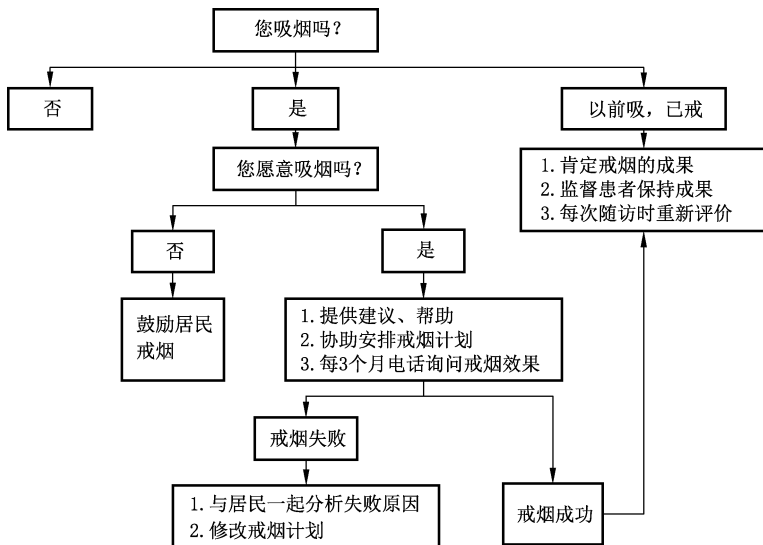 您吸烟吗？
否
是
以前吸，已戒
您愿意吸烟吗？
1. 肯定戒烟的成果
2. 监督患者保持成果
3. 每次随访时重新评价
否
是
鼓励居民
戒烟
1. 提供建议、帮助
2. 协助安排戒烟计划
3. 每3个月电话询问戒烟效果
戒烟失败
1. 与居民一起分析失败原因
2. 修改戒烟计划
戒烟成功